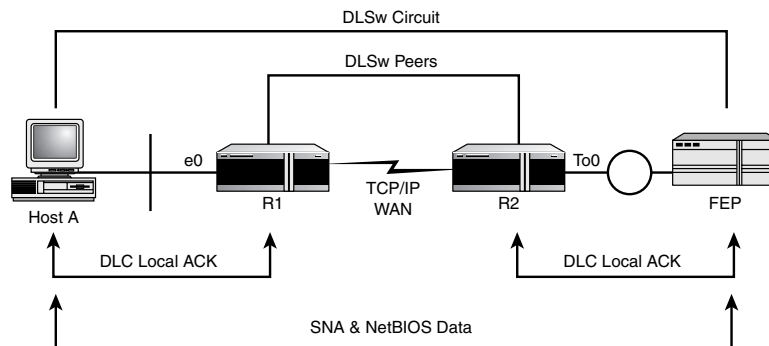 DLSw Circuit
DLSw Peers
e0
To0
TCP/IP
WAN
Host A
R1
R2
FEP
DLC Local ACK
DLC Local ACK
SNA & NetBIOS Data